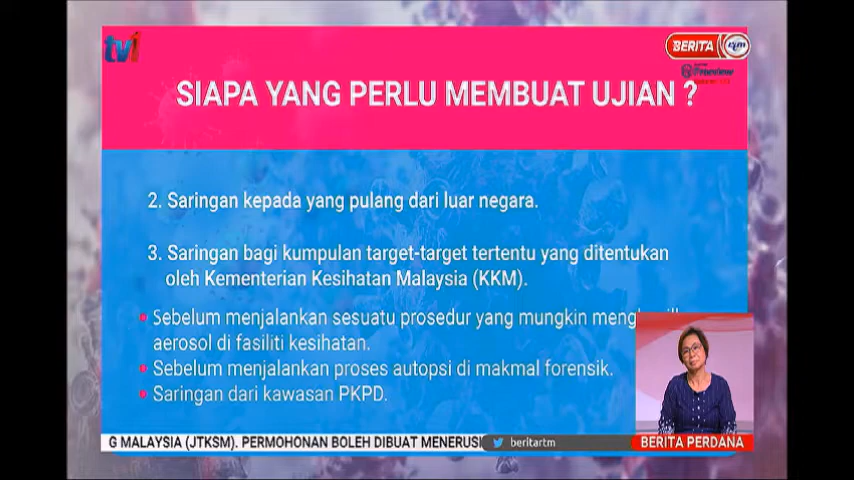 tv1
BERITA rtm
SIAPA YANG PERLU MEMBUAT UJIAN ?
2. Saringan kepada yang pulang dari luar negara.
3. Saringan bagi kumpulan target-target tertentu yang ditentukan
oleh Kementerian Kesihatan Malaysia (KKM).
Sebelum menjalankan sesuatu prosedur yang mungkin
aerosol di fasiliti kesihatan.
Sebelum menjalankan proses autopsi di makmal forensik.
Saringan dari kawasan PKPD.
G MALAYSIA (JTKSM). PERMOHONAN BOLEH DIBUAT MENERUSI
beritartm
BERITA PERDANA